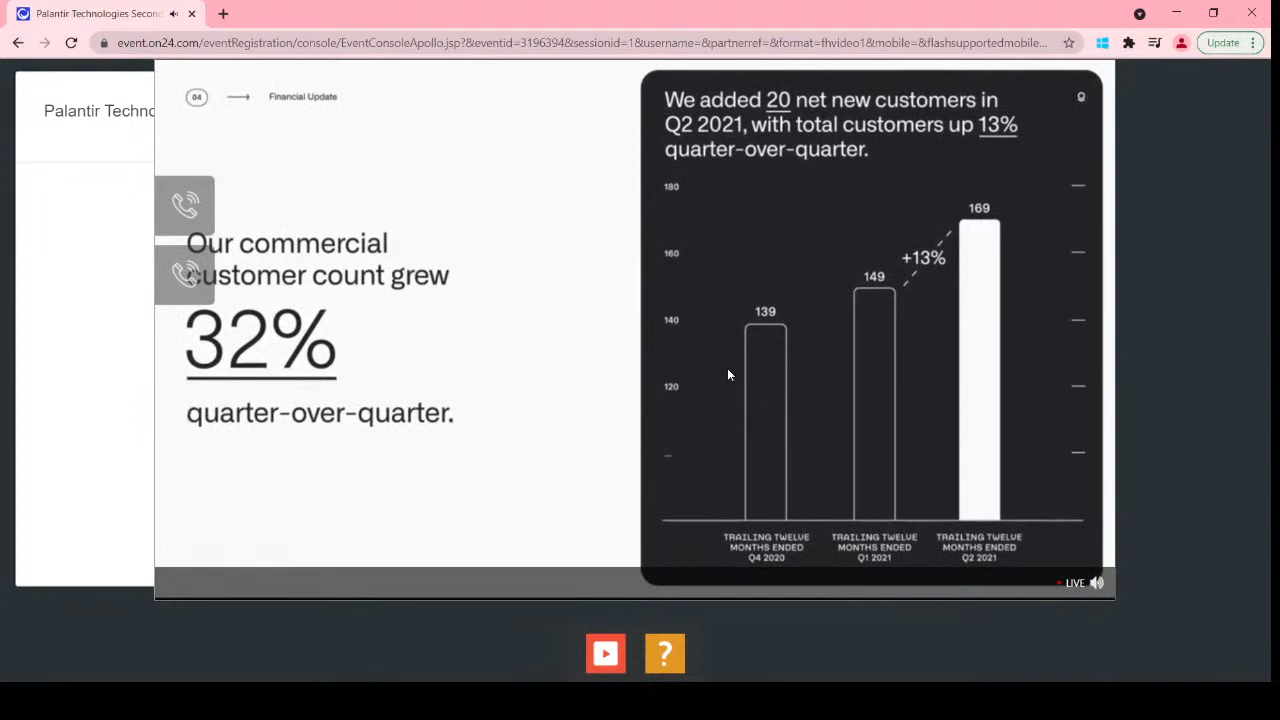 Palantir Technologies Secon
event.on24.com/eventRegistration/console/EventConsoleApollo.jsp?&eventid=3196394&sessionid=1&username=&partnerref=&format=fhvideo1&mobile=&flashsupportedmobile...
Update
Palantir Techno
04
Financial Update
Our commercial
customer count grew
32%
quarter-over-quarter.
We added 20 net new customers in
Q2 2021, with total customers up 13%
quarter-over-quarter.
180
160
140
120
...
139
149
+13%
169
TRAILING TWELVE
MONTHS ENDED
Q4 2020
TRAILING TWELVE
MONTHS ENDED
Q1 2021
TRAILING TWELVE
MONTHS ENDED
Q2 2021
LIVE
?